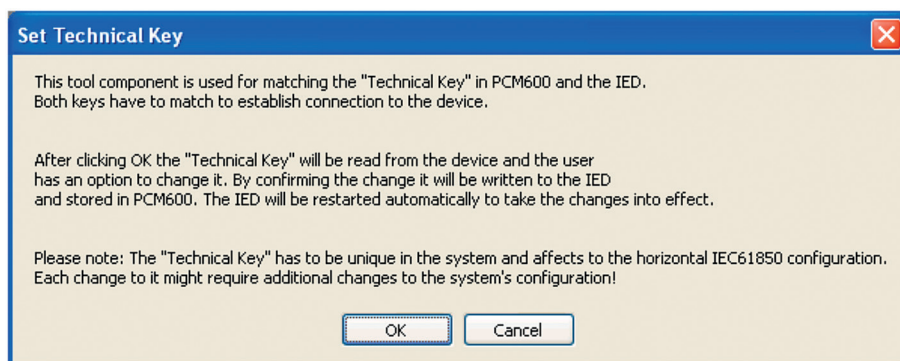 Set Technical Key
This tool component is used for matching the "Technical Key" in PCM600 and the IED.
Both keys have to match to establish connection to the device.
After clicking OK the "Technical Key" will be read from the device and the user
has an option to change it. By confirming the change it will be written to the IED
and stored in PCM600. The IED will be restarted automatically to take the changes into effect.
Please note: The "Technical Key" has to be unique in the system and affects to the horizontal IEC61850 configuration.
Each change to it might require additional changes to the system's configuration!
OK Cancel